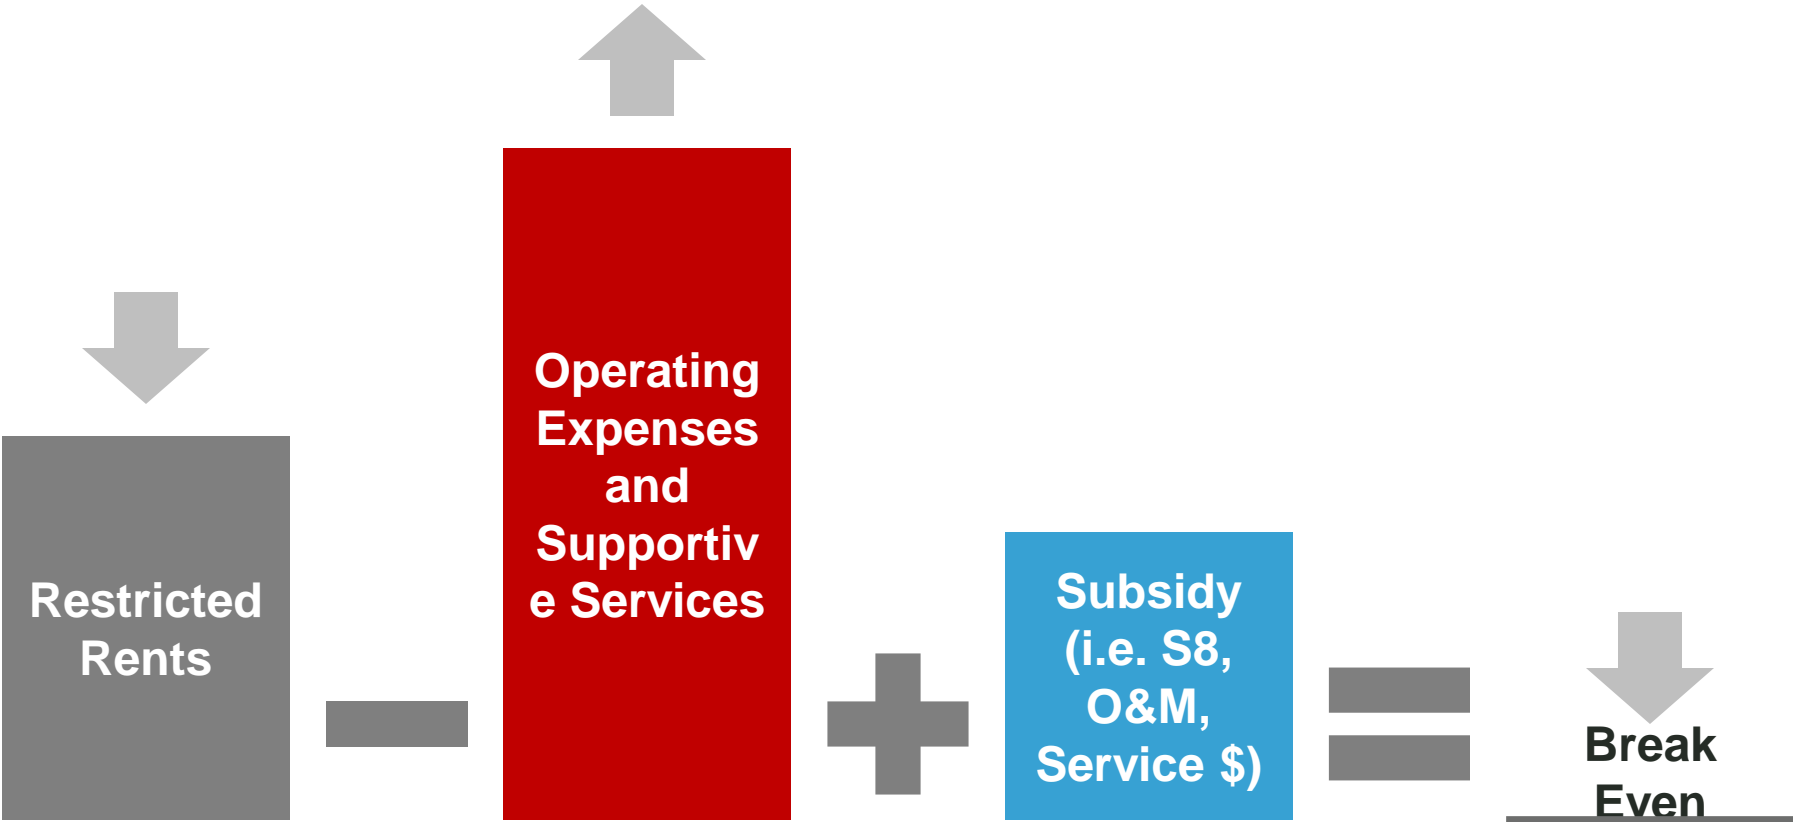 Restricted
Rents
Operating
Expenses
and
Supportiv
e Services
Subsidy
(i.e. S8,
O&M,
Service $)
Break
Even